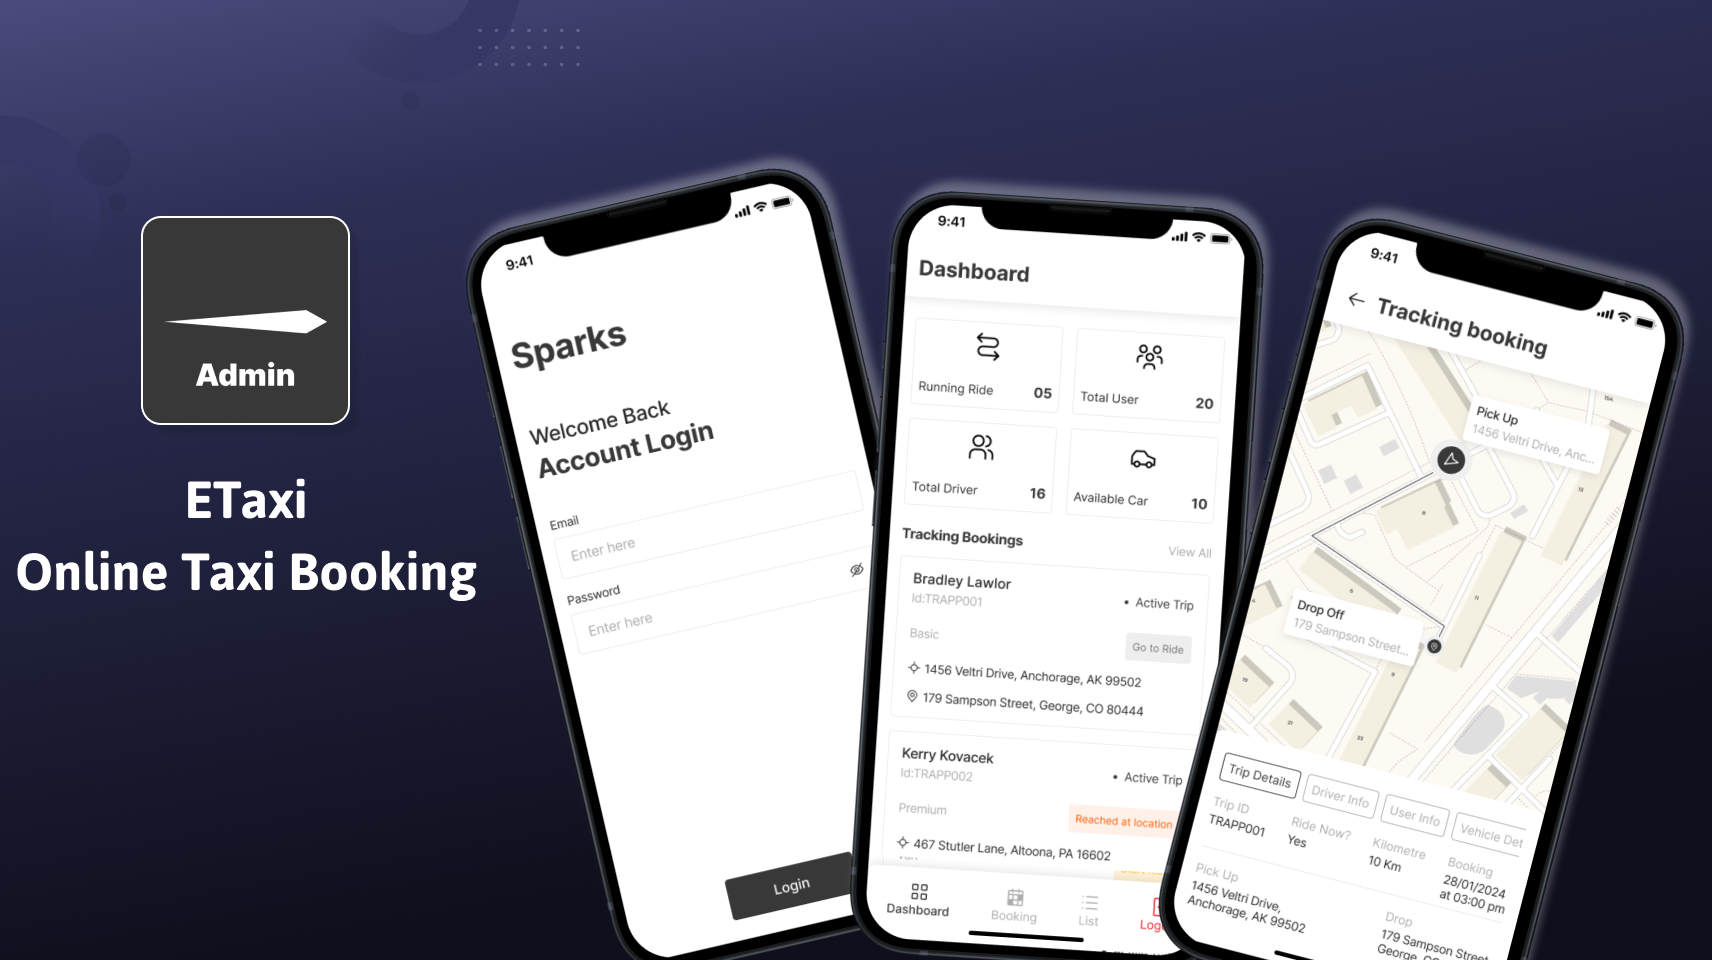 Admin
ETaxi
Online Taxi Booking
9:41
Sparks
Welcome Back
Account Login
Email
Enter here
Password
Enter here
Login
9:41
Dashboard
Running Ride 05
Total User 20
Total Driver 16
Available Car 10
Tracking Bookings View All
Bradley Lawlor
Id:TRAPP001
• Active Trip
Basic
Go to Ride
1456 Veltri Drive, Anchorage, AK 99502
179 Sampson Street, George, CO 80444
Kerry Kovacek
Id:TRAPP002
• Active Trip
Premium
Reached at location
467 Stutler Lane, Altoona, PA 16602
Dashboard
Booking
List
9:41
Tracking booking
Pick Up
1456 Veltri Drive, Anc...
Drop Off
179 Sampson Street...
Trip Details
Driver Info
User Info
Vehicle Det
Trip ID
TRAPP001
Ride Now?
Yes
Kilometre
10 Km
Booking
28/01/2024
at 03:00 pm
Pick Up
1456 Veltri Drive,
Anchorage, AK 99502
Drop
179 Sampson Street,
George,